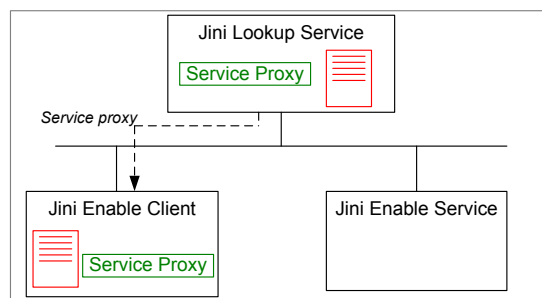 Jini Lookup Service
Service Proxy
Service proxy
Jini Enable Client
Service Proxy
Jini Enable Service